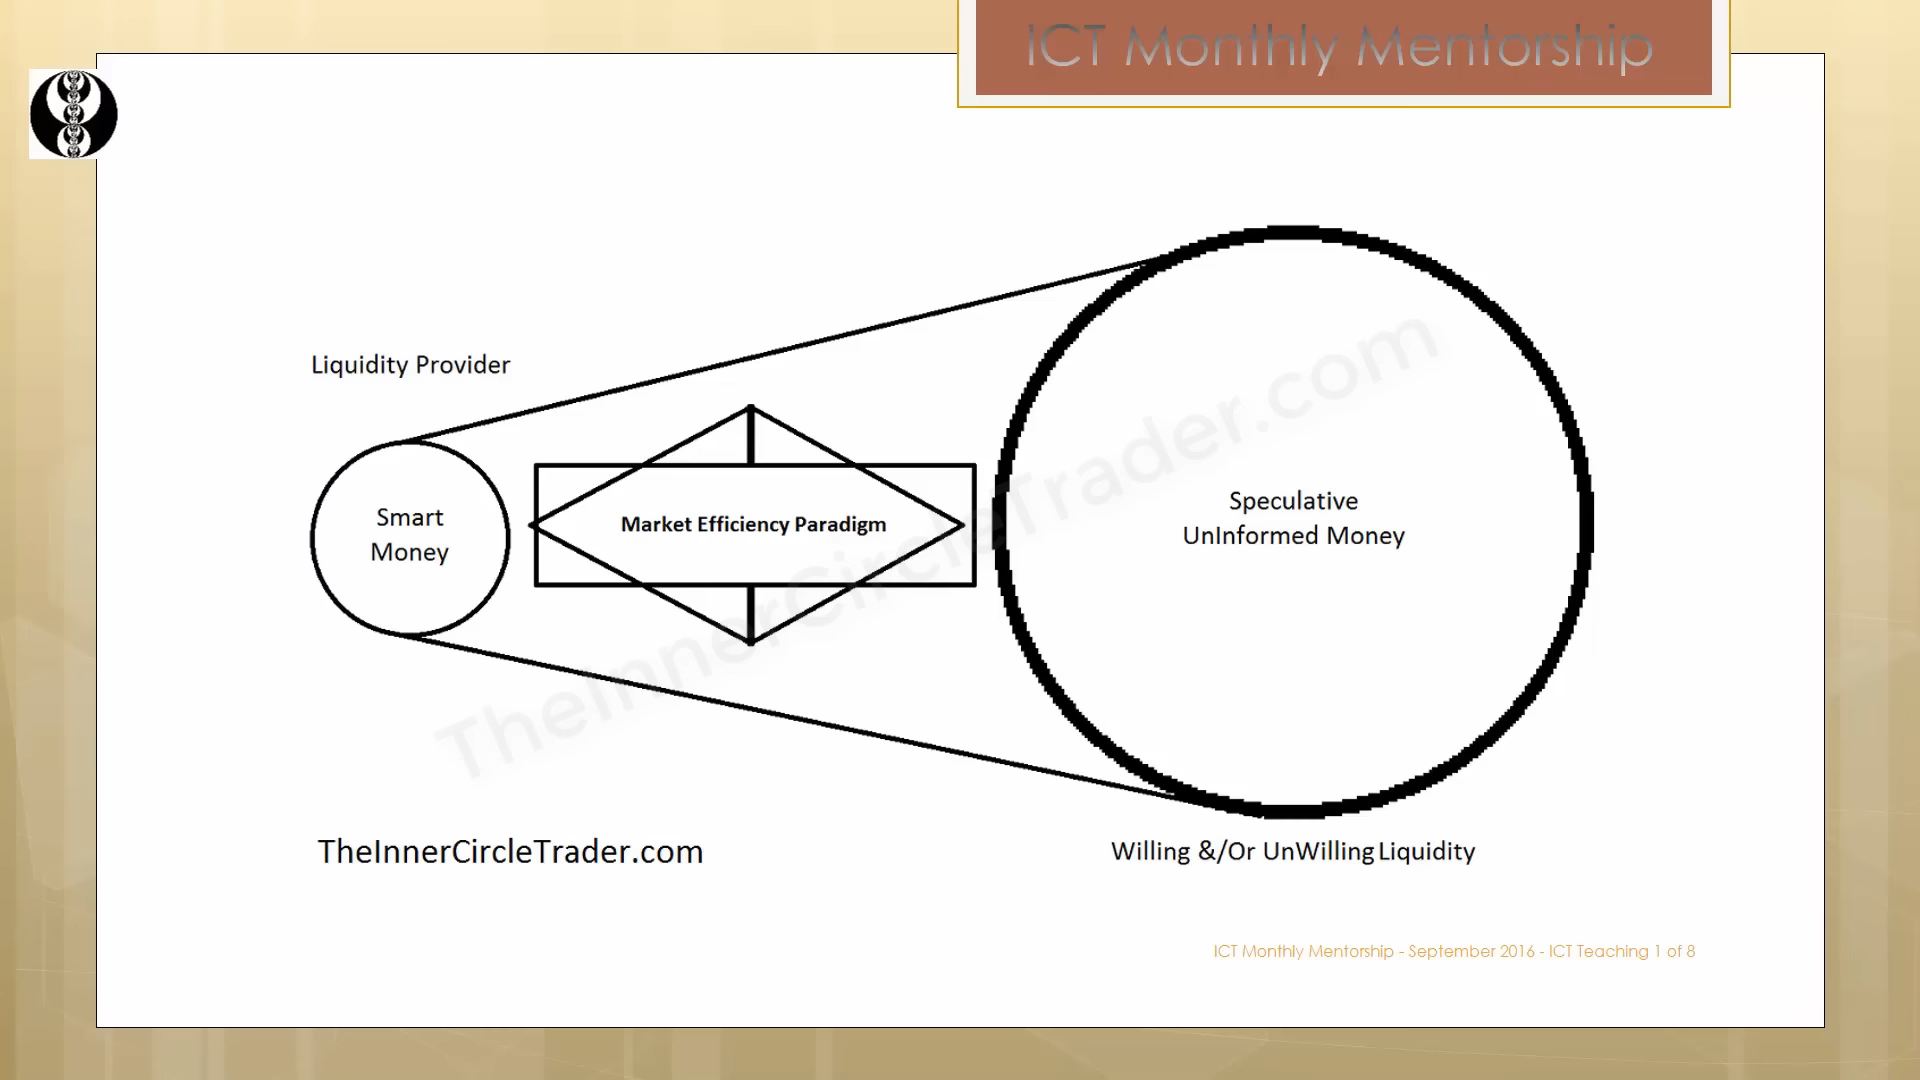 ICT Monthly Mentorship
Liquidity Provider
Smart
Money
Market Efficiency Paradigm
Speculative
UnInformed Money
TheInnerCircleTrader.com
TheInnerCircleTrader.com
Willing &/Or UnWilling Liquidity
ICT Monthly Mentorship - September 2016 - ICT Teaching 1 of 8